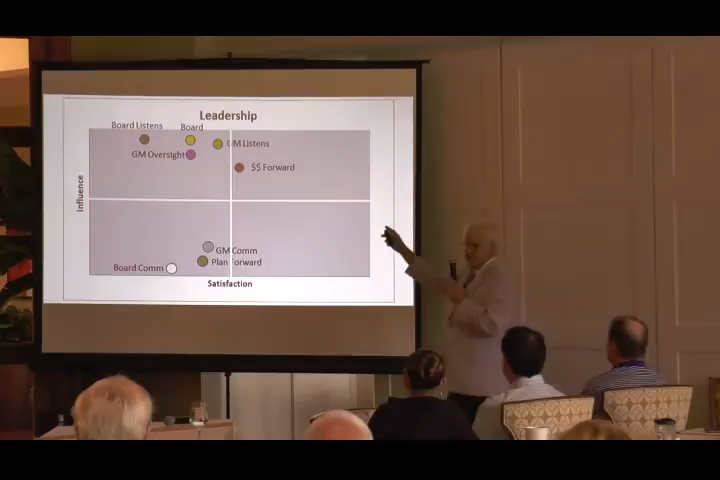 Leadership
Board Listens
Board
GM Listens
GM Oversight
$$ Forward
Influence
GM Comm
Plan Forward
Board Comm
Satisfaction